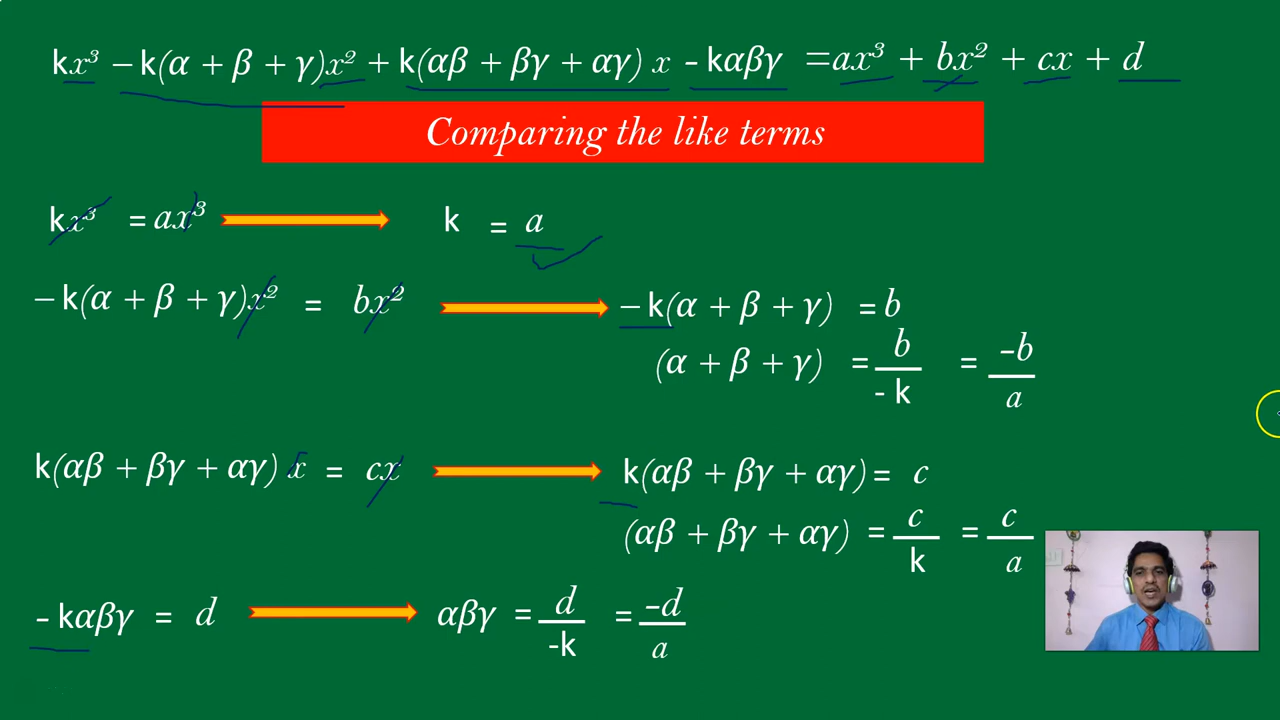 kx³ – k(α + β + γ)x² + k(αβ + βγ + αγ) x - kαβγ = ax³ + bx² + cx + d
Comparing the like terms
kx³ = ax³ k = a
– k(α + β + γ)x² = bx² – k(α + β + γ) = b
(α + β + γ) = b/- k = -b/a
k(αβ + βγ + αγ) x = cx k(αβ + βγ + αγ) = c
(αβ + βγ + αγ) = c/k = c/a
- kαβγ = d αβγ = d/-k = -d/a